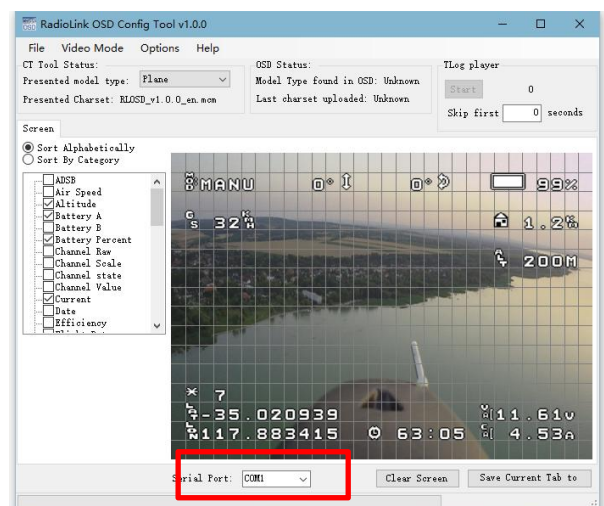 RadioLink OSD Config Tool v1.0.0
File Video Mode Options Help
CT Tool Status:
Presented model type: Plane
Presented Charset: RLOSD_v1.0.0_en.mcm
OSD Status:
Model Type found in OSD: Unknown
Last charset uploaded: Unknown
TLog player
Start 0
Skip first 0 seconds
Screen
Sort Alphabetically
Sort By Category
ADSB
Air Speed
Altitude
Battery A
Battery B
Battery Percent
Channel Raw
Channel Scale
Channel state
Channel Value
Current
Date
Efficiency
MANU 0° 0° 99%
GS 32 1.2
200M
7
-35.020939 11.61V
117.883415 63:05 4.53A
Serial Port: COM1 Clear Screen Save Current Tab to